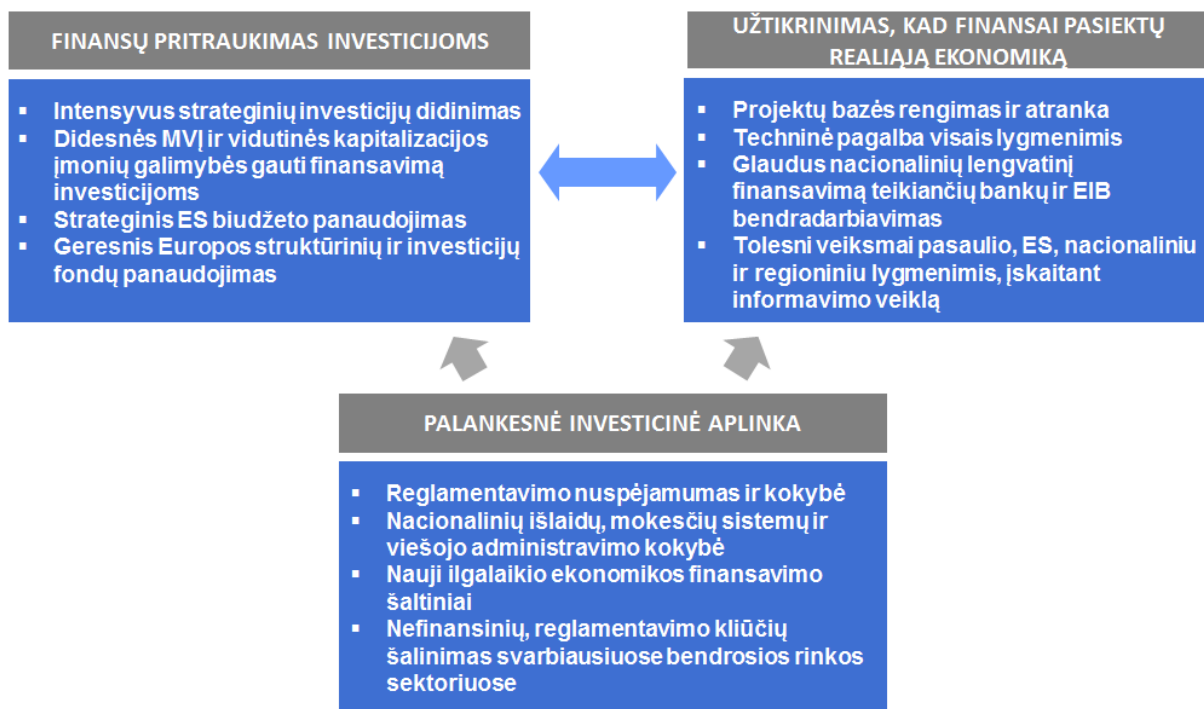 FINANSŲ PRITRAUKIMAS INVESTICIJOMS
▪ Intensyvus strateginių investicijų didinimas
▪ Didesnės MVĮ ir vidutinės kapitalizacijos
įmonių galimybės gauti finansavimą
investicijoms
▪ Strateginis ES biudžeto panaudojimas
▪ Geresnis Europos struktūrinių ir investicijų
fondų panaudojimas
UŽTIKRINIMAS, KAD FINANSAI PASIEKTŲ
REALIĄJĄ EKONOMIKĄ
▪ Projektų bazės rengimas ir atranka
▪ Techninė pagalba visais lygmenimis
▪ Glaudus nacionalinių lengvatinį
finansavimą teikiančių bankų ir EIB
bendradarbiavimas
▪ Tolesni veiksmai pasaulio, ES, nacionaliniu
ir regioniniu lygmenimis, įskaitant
informavimo veiklą
PALANKESNĖ INVESTICINĖ APLINKA
▪ Reglamentavimo nuspėjamumas ir kokybė
▪ Nacionalinių išlaidų, mokesčių sistemų ir
viešojo administravimo kokybė
▪ Nauji ilgalaikio ekonomikos finansavimo
šaltiniai
▪ Nefinansinių, reglamentavimo kliūčių
šalinimas svarbiausiuose bendrosios rinkos
sektoriuose